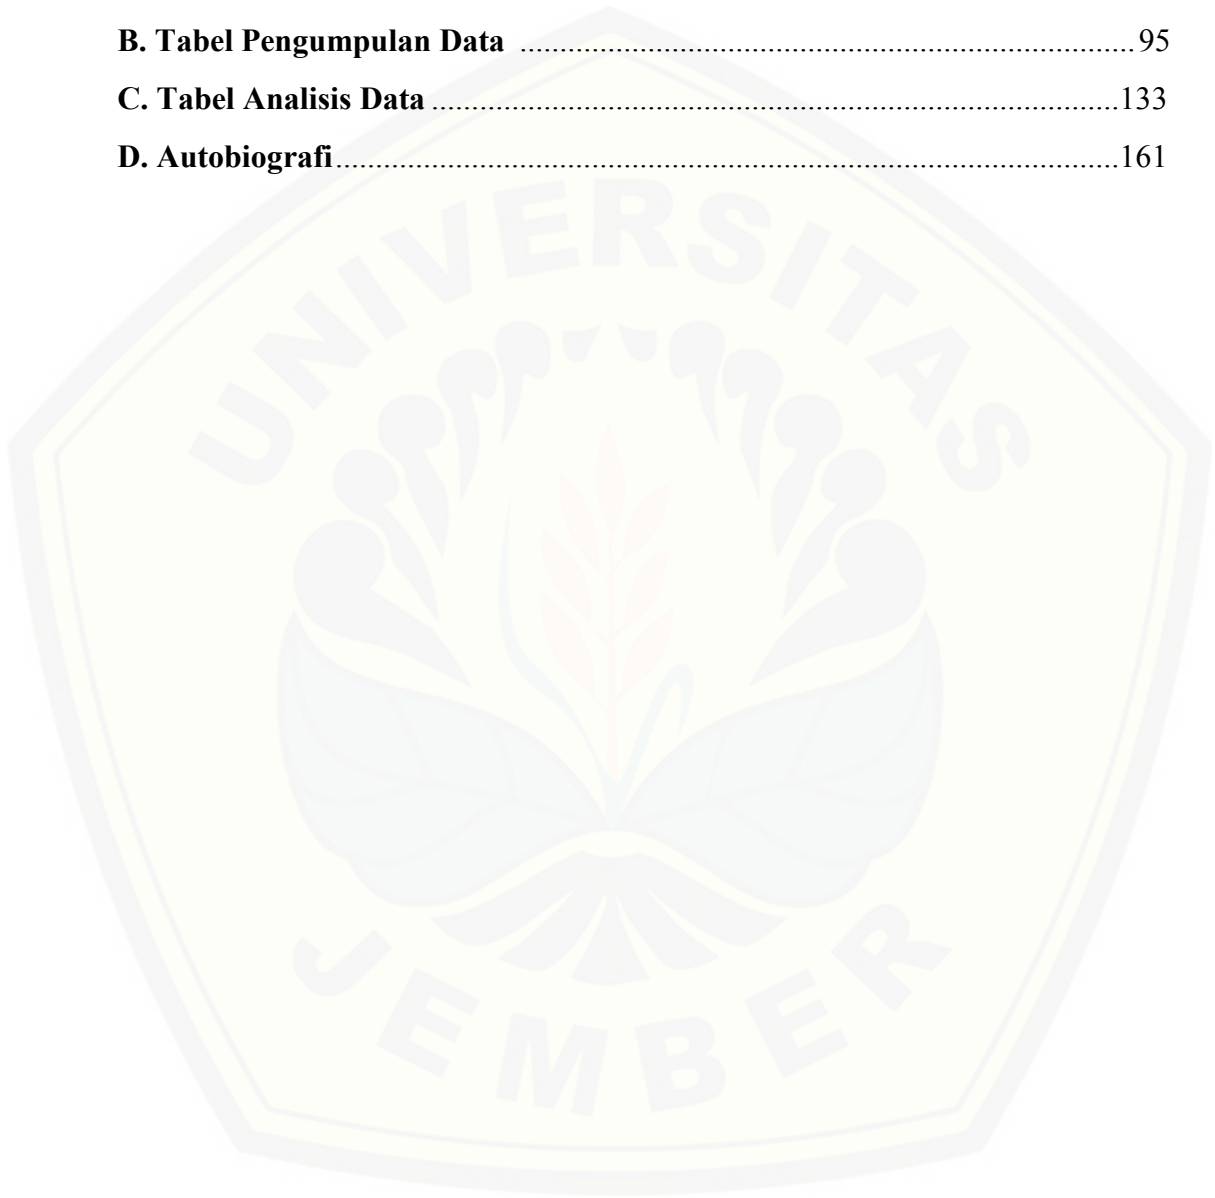 B. Tabel Pengumpulan Data ................................................................................ 95
C. Tabel Analisis Data ..........................................................................................133
D. Autobiografi.......................................................................................................161
UNIVERSITAS
JEMBER